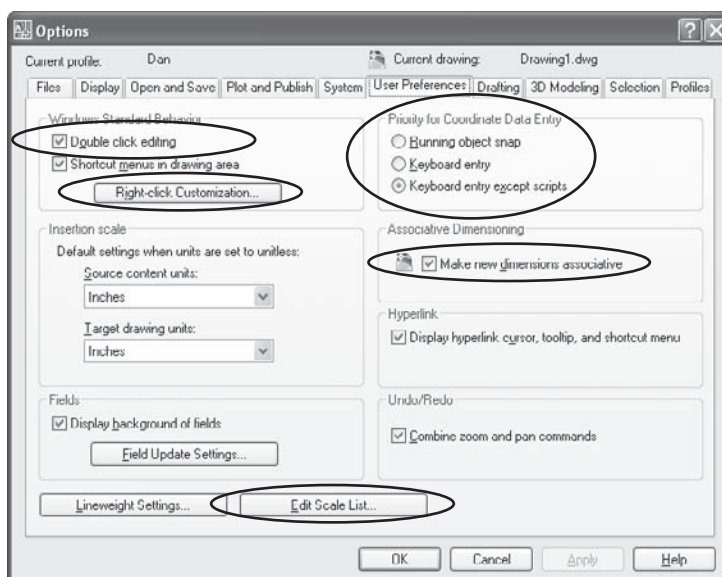 Options
Current profile: Dan Current drawing: Drawing1.dwg
Files Display Open and Save Plot and Publish System User Preferences Drafting 3D Modeling Selection Profiles
Windows Standard Behavior
Double click editing
Shortcut menus in drawing area
Right-click Customization...
Priority for Coordinate Data Entry
Running object snap
Keyboard entry
Keyboard entry except scripts
Insertion scale
Default settings when units are set to unitless:
Source content units:
Inches
Target drawing units:
Inches
Associative Dimensioning
Make new dimensions associative
Hyperlink
Display hyperlink cursor, tooltip, and shortcut menu
Fields
Display background of fields
Field Update Settings...
Undo/Redo
Combine zoom and pan commands
Lineweight Settings... Edit Scale List...
OK Cancel Apply Help